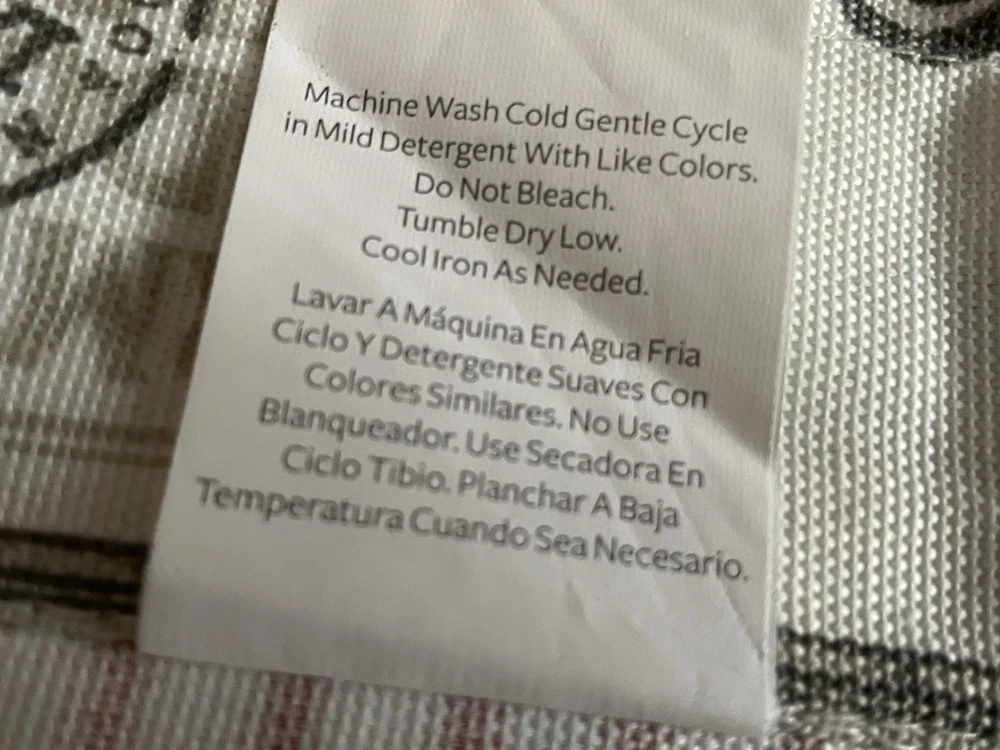 Machine Wash Cold Gentle Cycle
in Mild Detergent With Like Colors.
Do Not Bleach.
Tumble Dry Low.
Cool Iron As Needed.
Lavar A Máquina En Agua Fria
Ciclo Y Detergente Suaves Con
Colores Similares. No Use
Blanqueador. Use Secadora En
Ciclo Tibio. Planchar A Baja
Temperatura Cuando Sea Necesario.